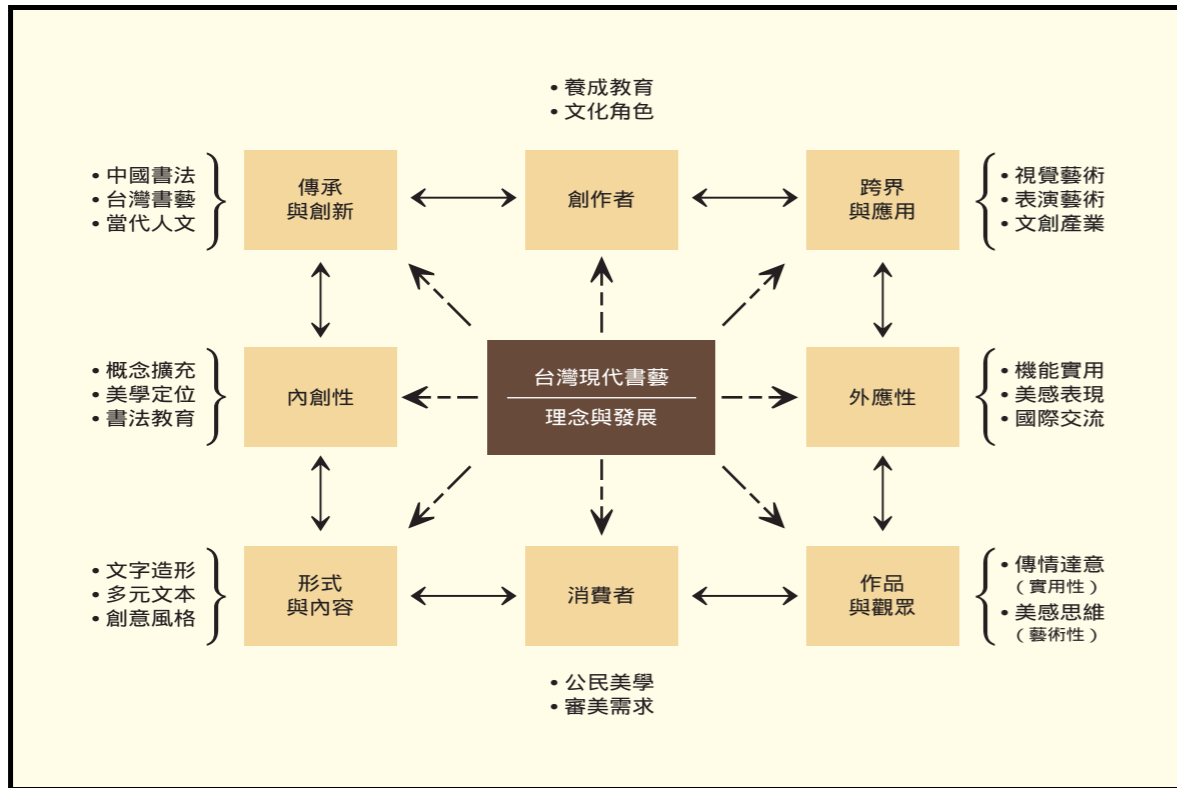 • 養成教育
• 文化角色
• 中國書法
• 台灣書藝
• 當代人文
傳承
與創新
創作者
跨界
與應用
• 視覺藝術
• 表演藝術
• 文創產業
• 概念擴充
• 美學定位
• 書法教育
內創性
台灣現代書藝
理念與發展
外應性
• 機能實用
• 美感表現
• 國際交流
• 文字造形
• 多元文本
• 創意風格
形式
與內容
消費者
作品
與觀眾
• 傳情達意
（實用性）
• 美感思維
（藝術性）
• 公民美學
• 審美需求